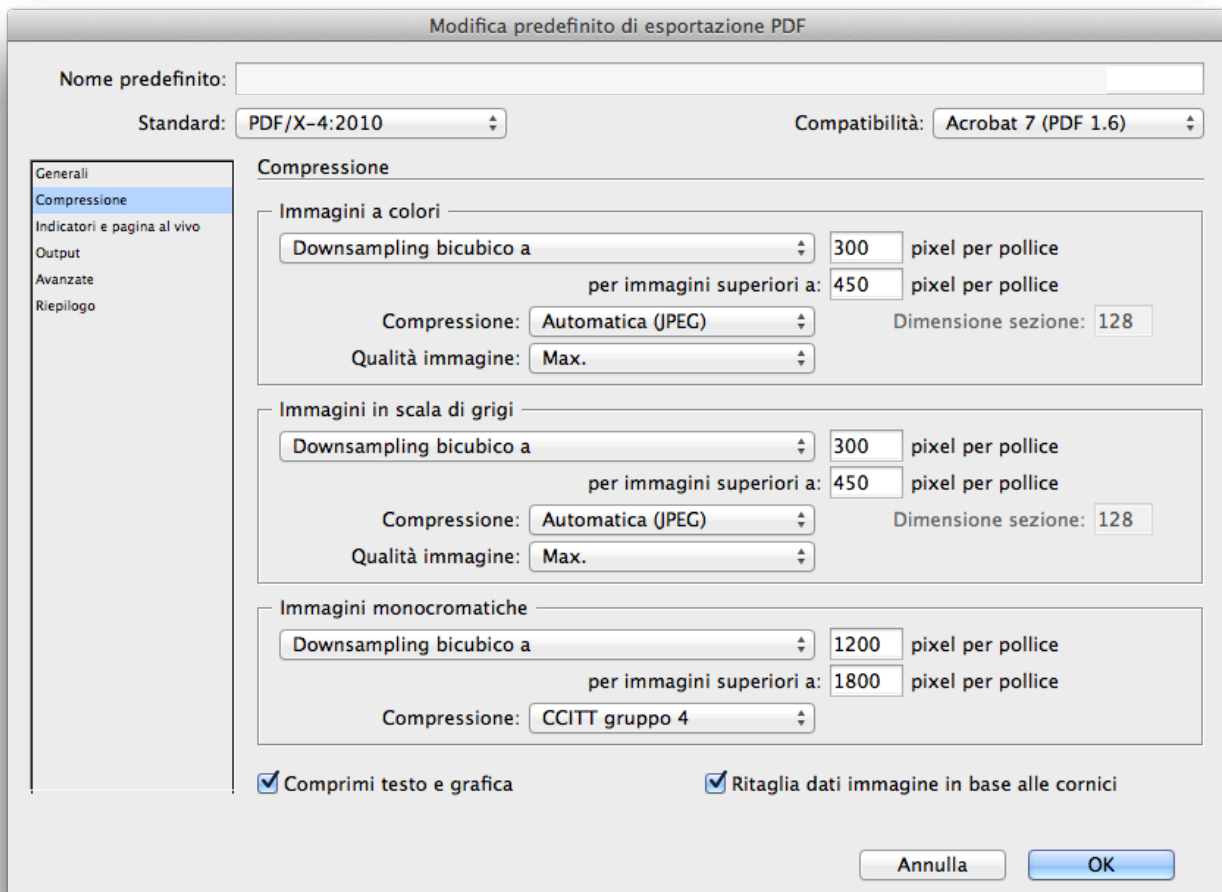 Modifica predefinito di esportazione PDF
Nome predefinito:
Standard: PDF/X-4:2010 Compatibilità: Acrobat 7 (PDF 1.6)
Generali
Compressione
Indicatori e pagina al vivo
Output
Avanzate
Riepilogo
Compressione
Immagini a colori
Downsampling bicubico a 300 pixel per pollice
per immagini superiori a: 450 pixel per pollice
Compressione: Automatica (JPEG) Dimensione sezione: 128
Qualità immagine: Max.
Immagini in scala di grigi
Downsampling bicubico a 300 pixel per pollice
per immagini superiori a: 450 pixel per pollice
Compressione: Automatica (JPEG) Dimensione sezione: 128
Qualità immagine: Max.
Immagini monocromatiche
Downsampling bicubico a 1200 pixel per pollice
per immagini superiori a: 1800 pixel per pollice
Compressione: CCITT gruppo 4
Comprimi testo e grafica Ritaglia dati immagine in base alle cornici
Annulla OK